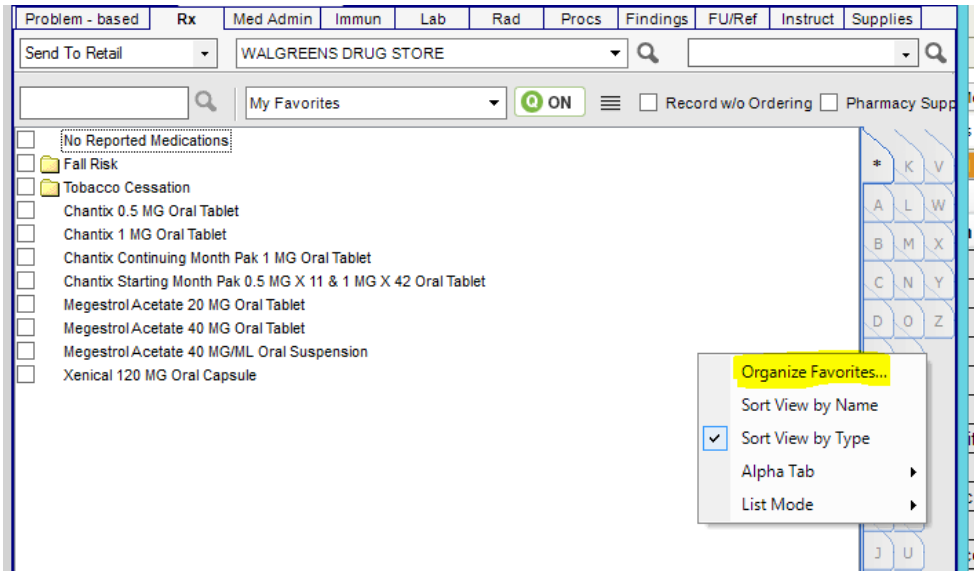 Problem - based Rx Med Admin Immun Lab Rad Procs Findings FU/Ref Instruct Supplies
Send To Retail WALGREENS DRUG STORE
My Favorites Q ON Record w/o Ordering Pharmacy Supp
No Reported Medications
Fall Risk
* K V
Tobacco Cessation
Chantix 0.5 MG Oral Tablet
A L W
Chantix 1 MG Oral Tablet
B M X
Chantix Continuing Month Pak 1 MG Oral Tablet
Chantix Starting Month Pak 0.5 MG X 11 & 1 MG X 42 Oral Tablet
C N Y
Megestrol Acetate 20 MG Oral Tablet
Megestrol Acetate 40 MG Oral Tablet
D O Z
Megestrol Acetate 40 MG/ML Oral Suspension
Xenical 120 MG Oral Capsule
Organize Favorites...
Sort View by Name
Sort View by Type
Alpha Tab
List Mode
J U